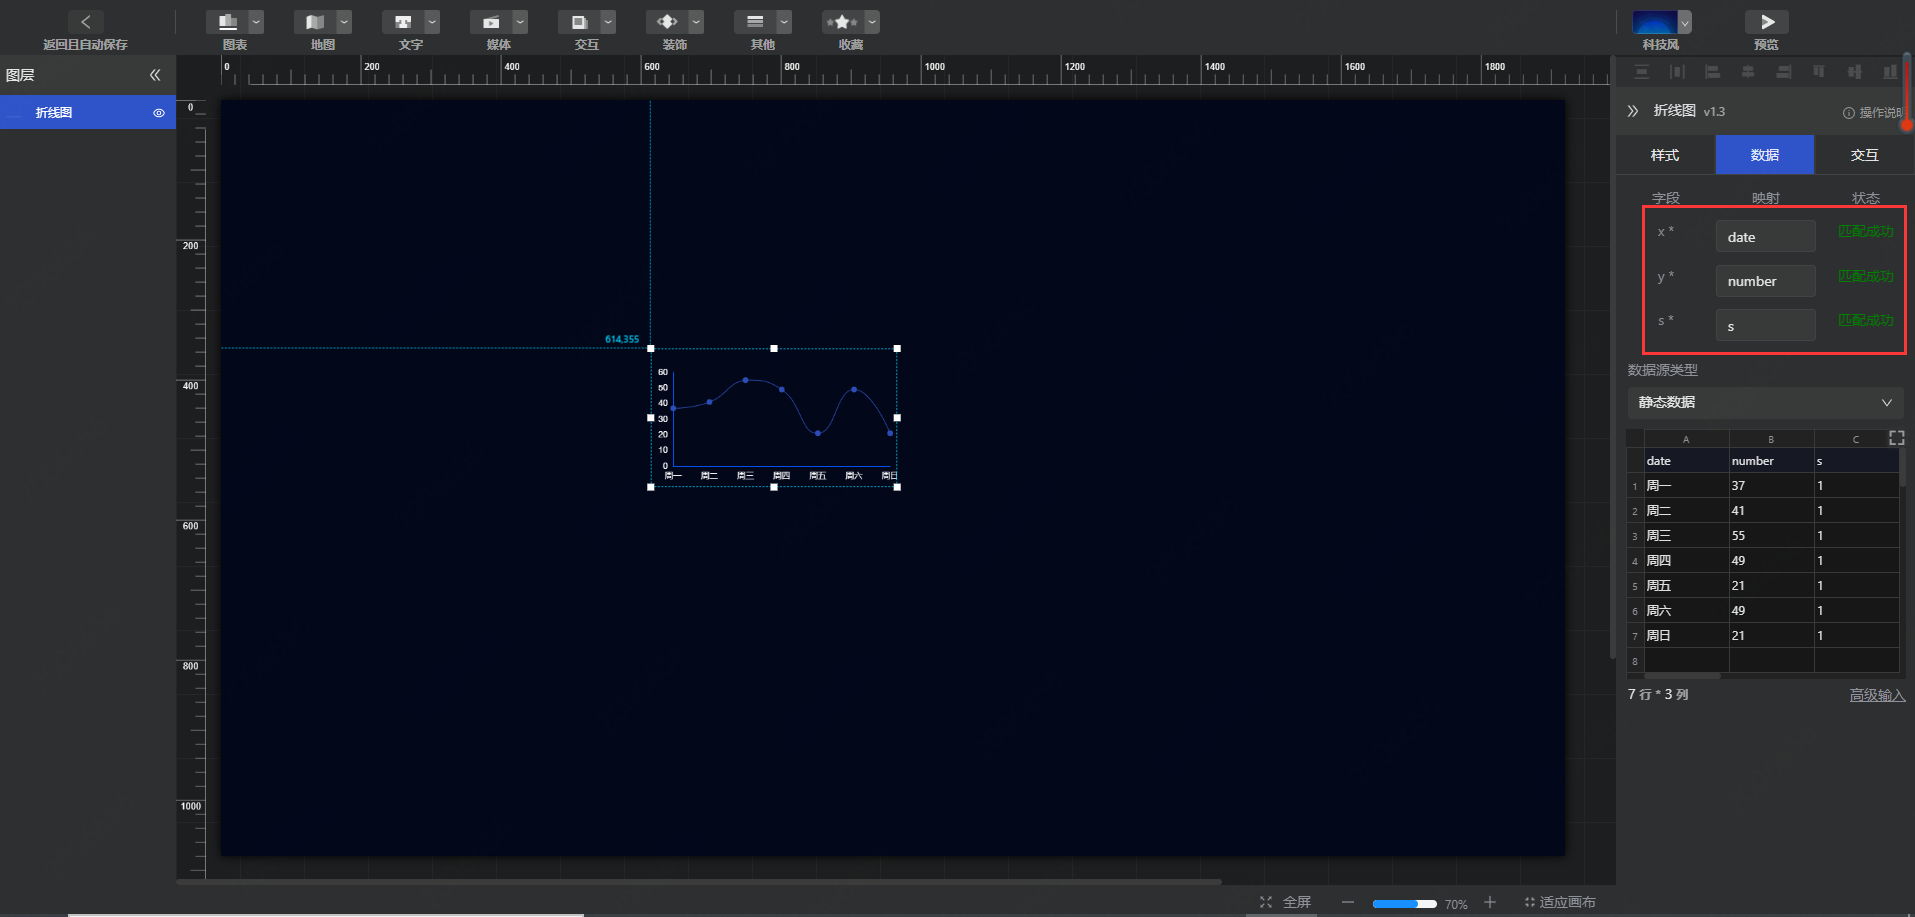 返回且自动保存
图表
地图
文字
媒体
交互
装饰
其他
收藏
科技风
预览
图层
折线图
0
200
400
600
800
1000
1200
1400
1600
1800
0
200
400
600
800
1000
614,355
60
50
40
30
20
10
0
周一 周二 周三 周四 周五 周六 周日
折线图 v1.3
操作说明
样式 数据 交互
字段 映射 状态
x * date 匹配成功
y * number 匹配成功
s * s 匹配成功
数据源类型
静态数据
A B C
date number s
1 周一 37 1
2 周二 41 1
3 周三 55 1
4 周四 49 1
5 周五 21 1
6 周六 49 1
7 周日 21 1
8
7 行 * 3 列
高级输入
全屏
70%
适应画布